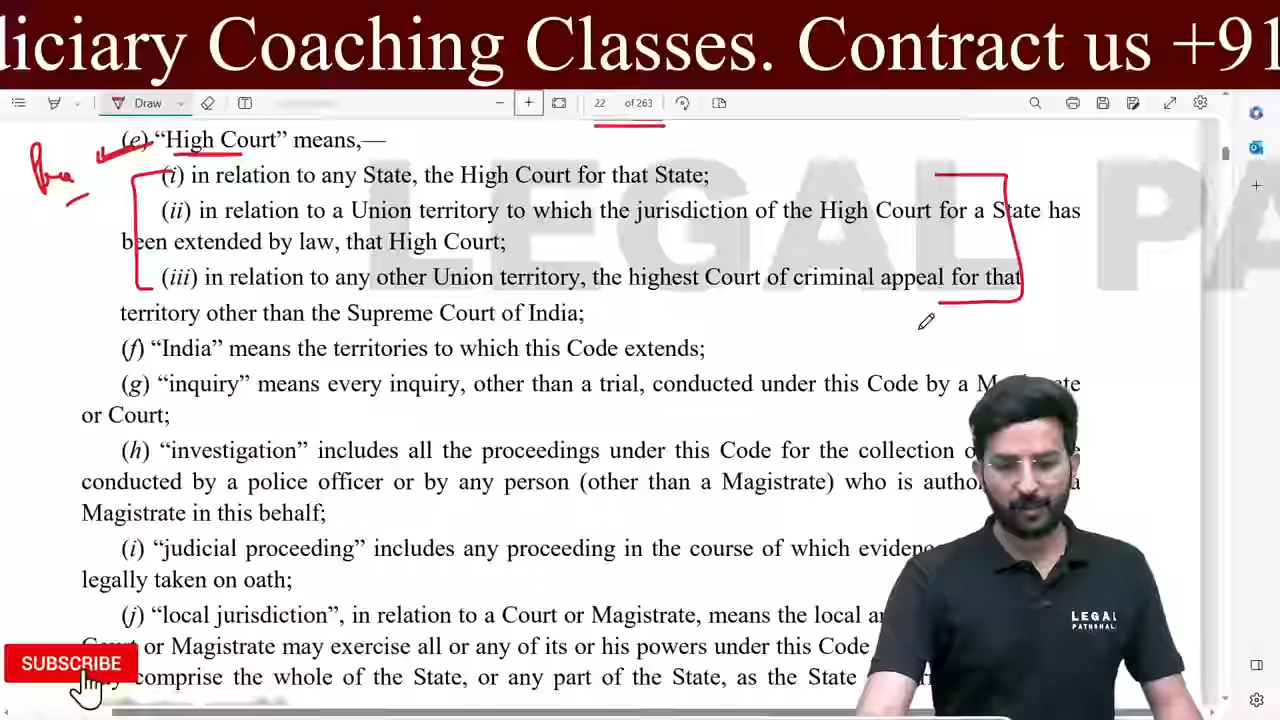 diciary Coaching Classes. Contract us +91
Draw
22 of 263
(e) “High Court” means,—
(i) in relation to any State, the High Court for that State;
(ii) in relation to a Union territory to which the jurisdiction of the High Court for a State has
been extended by law, that High Court;
(iii) in relation to any other Union territory, the highest Court of criminal appeal for that
territory other than the Supreme Court of India;
(f) “India” means the territories to which this Code extends;
(g) “inquiry” means every inquiry, other than a trial, conducted under this Code by a
or Court;
(h) “investigation” includes all the proceedings under this Code for the collection
conducted by a police officer or by any person (other than a Magistrate) who is
Magistrate in this behalf;
(i) “judicial proceeding” includes any proceeding in the course of which
legally taken on oath;
(j) “local jurisdiction”, in relation to a Court or Magistrate, means the local
or Magistrate may exercise all or any of its or his powers under this Code
comprise the whole of the State, or any part of the State, as the State
LEGAL PA
LEGAL
PATHSHALA
SUBSCRIBE